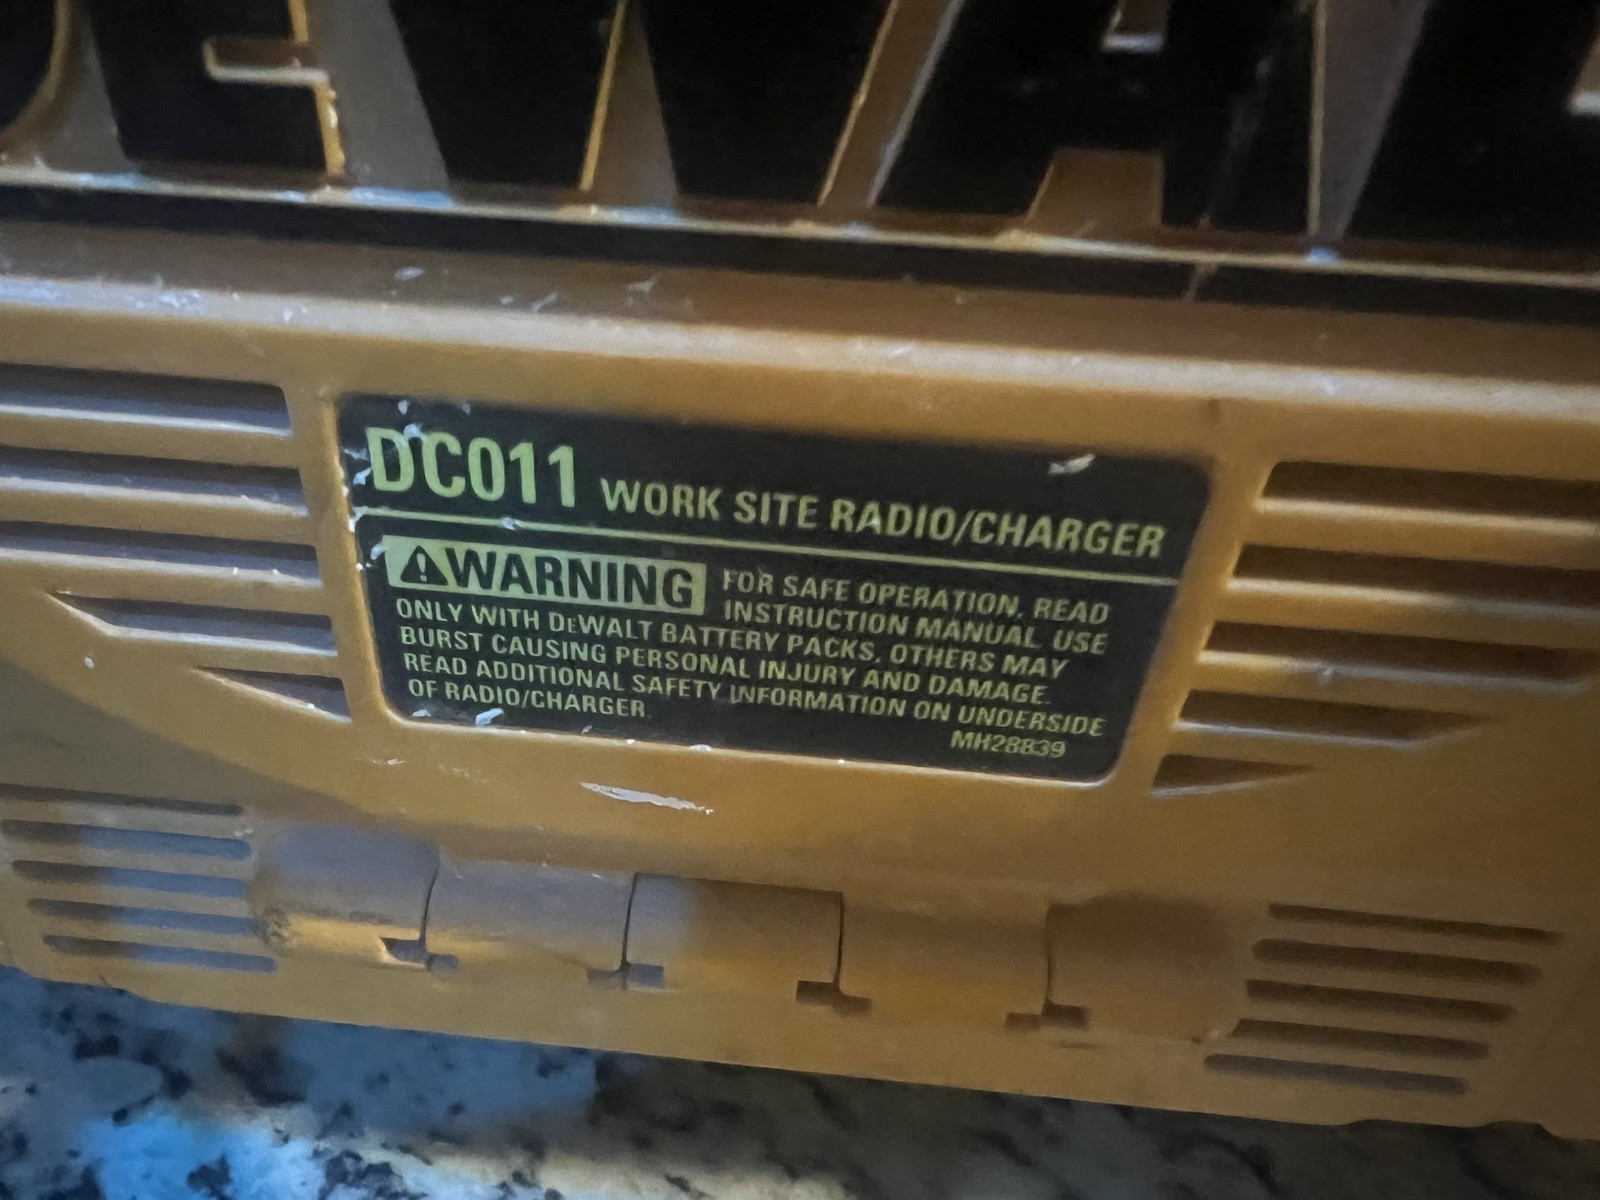 DEWAL
DC011 WORK SITE RADIO/CHARGER
⚠WARNING FOR SAFE OPERATION, READ
INSTRUCTION MANUAL. USE
ONLY WITH DEWALT BATTERY PACKS, OTHERS MAY
BURST CAUSING PERSONAL INJURY AND DAMAGE.
READ ADDITIONAL SAFETY INFORMATION ON UNDERSIDE
OF RADIO/CHARGER.
MH28839